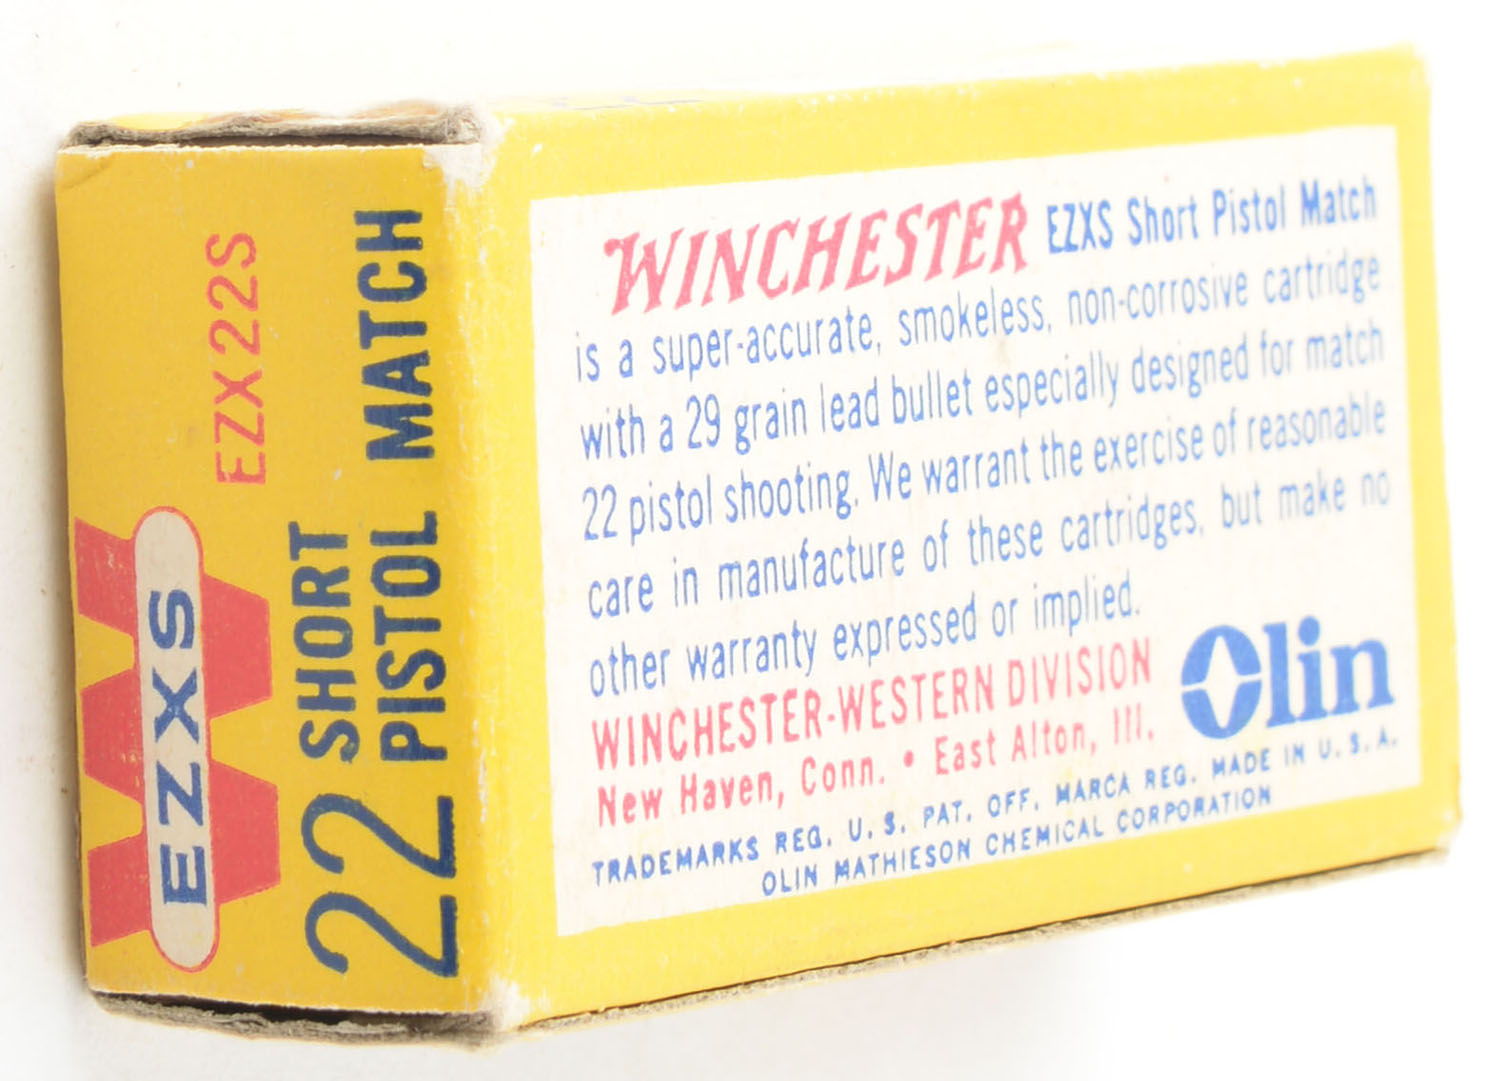 EZX22S
EZXS
22 SHORT
PISTOL MATCH
WINCHESTER EZXS Short Pistol Match
is a super-accurate, smokeless, non-corrosive cartridge
with a 29 grain lead bullet especially designed for match
22 pistol shooting. We warrant the exercise of reasonable
care in manufacture of these cartridges, but make no
other warranty expressed or implied.
WINCHESTER-WESTERN DIVISION
New Haven, Conn. • East Alton, Ill.
Olin
TRADEMARKS REG. U. S. PAT. OFF. MARCA REG. MADE IN U. S. A.
OLIN MATHIESON CHEMICAL CORPORATION